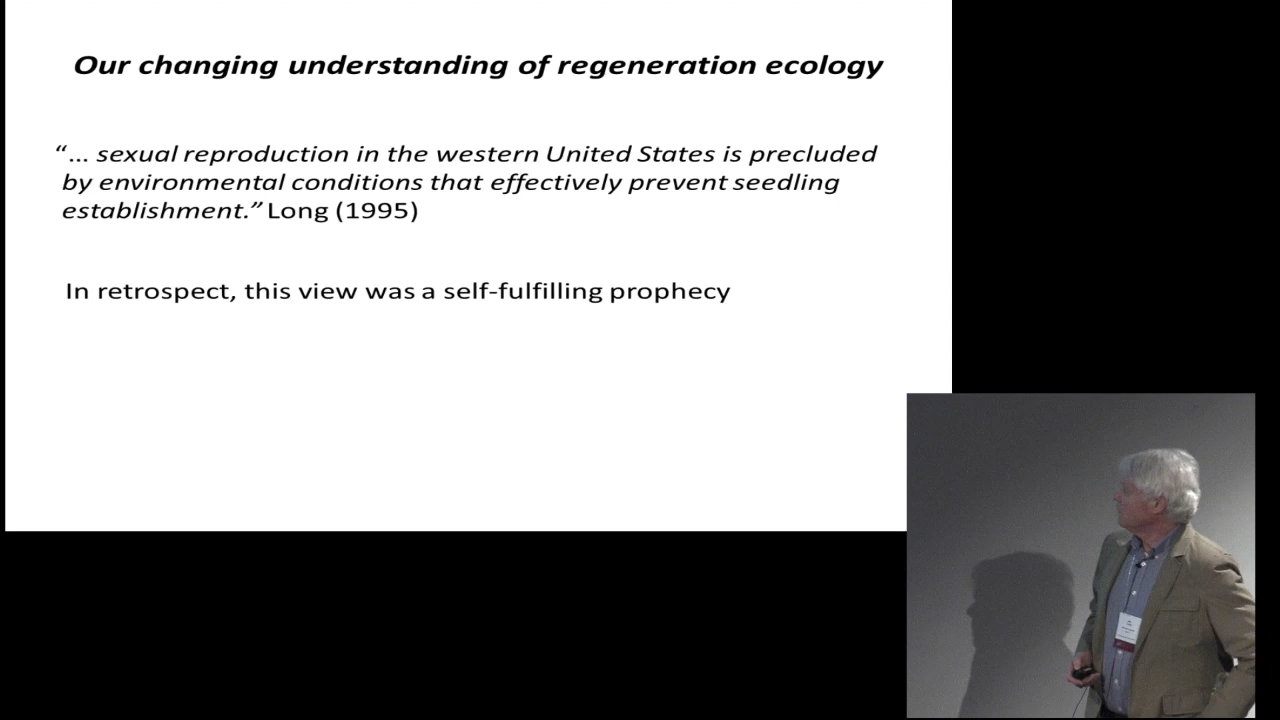 Our changing understanding of regeneration ecology
“... sexual reproduction in the western United States is precluded
by environmental conditions that effectively prevent seedling
establishment.” Long (1995)
In retrospect, this view was a self-fulfilling prophecy